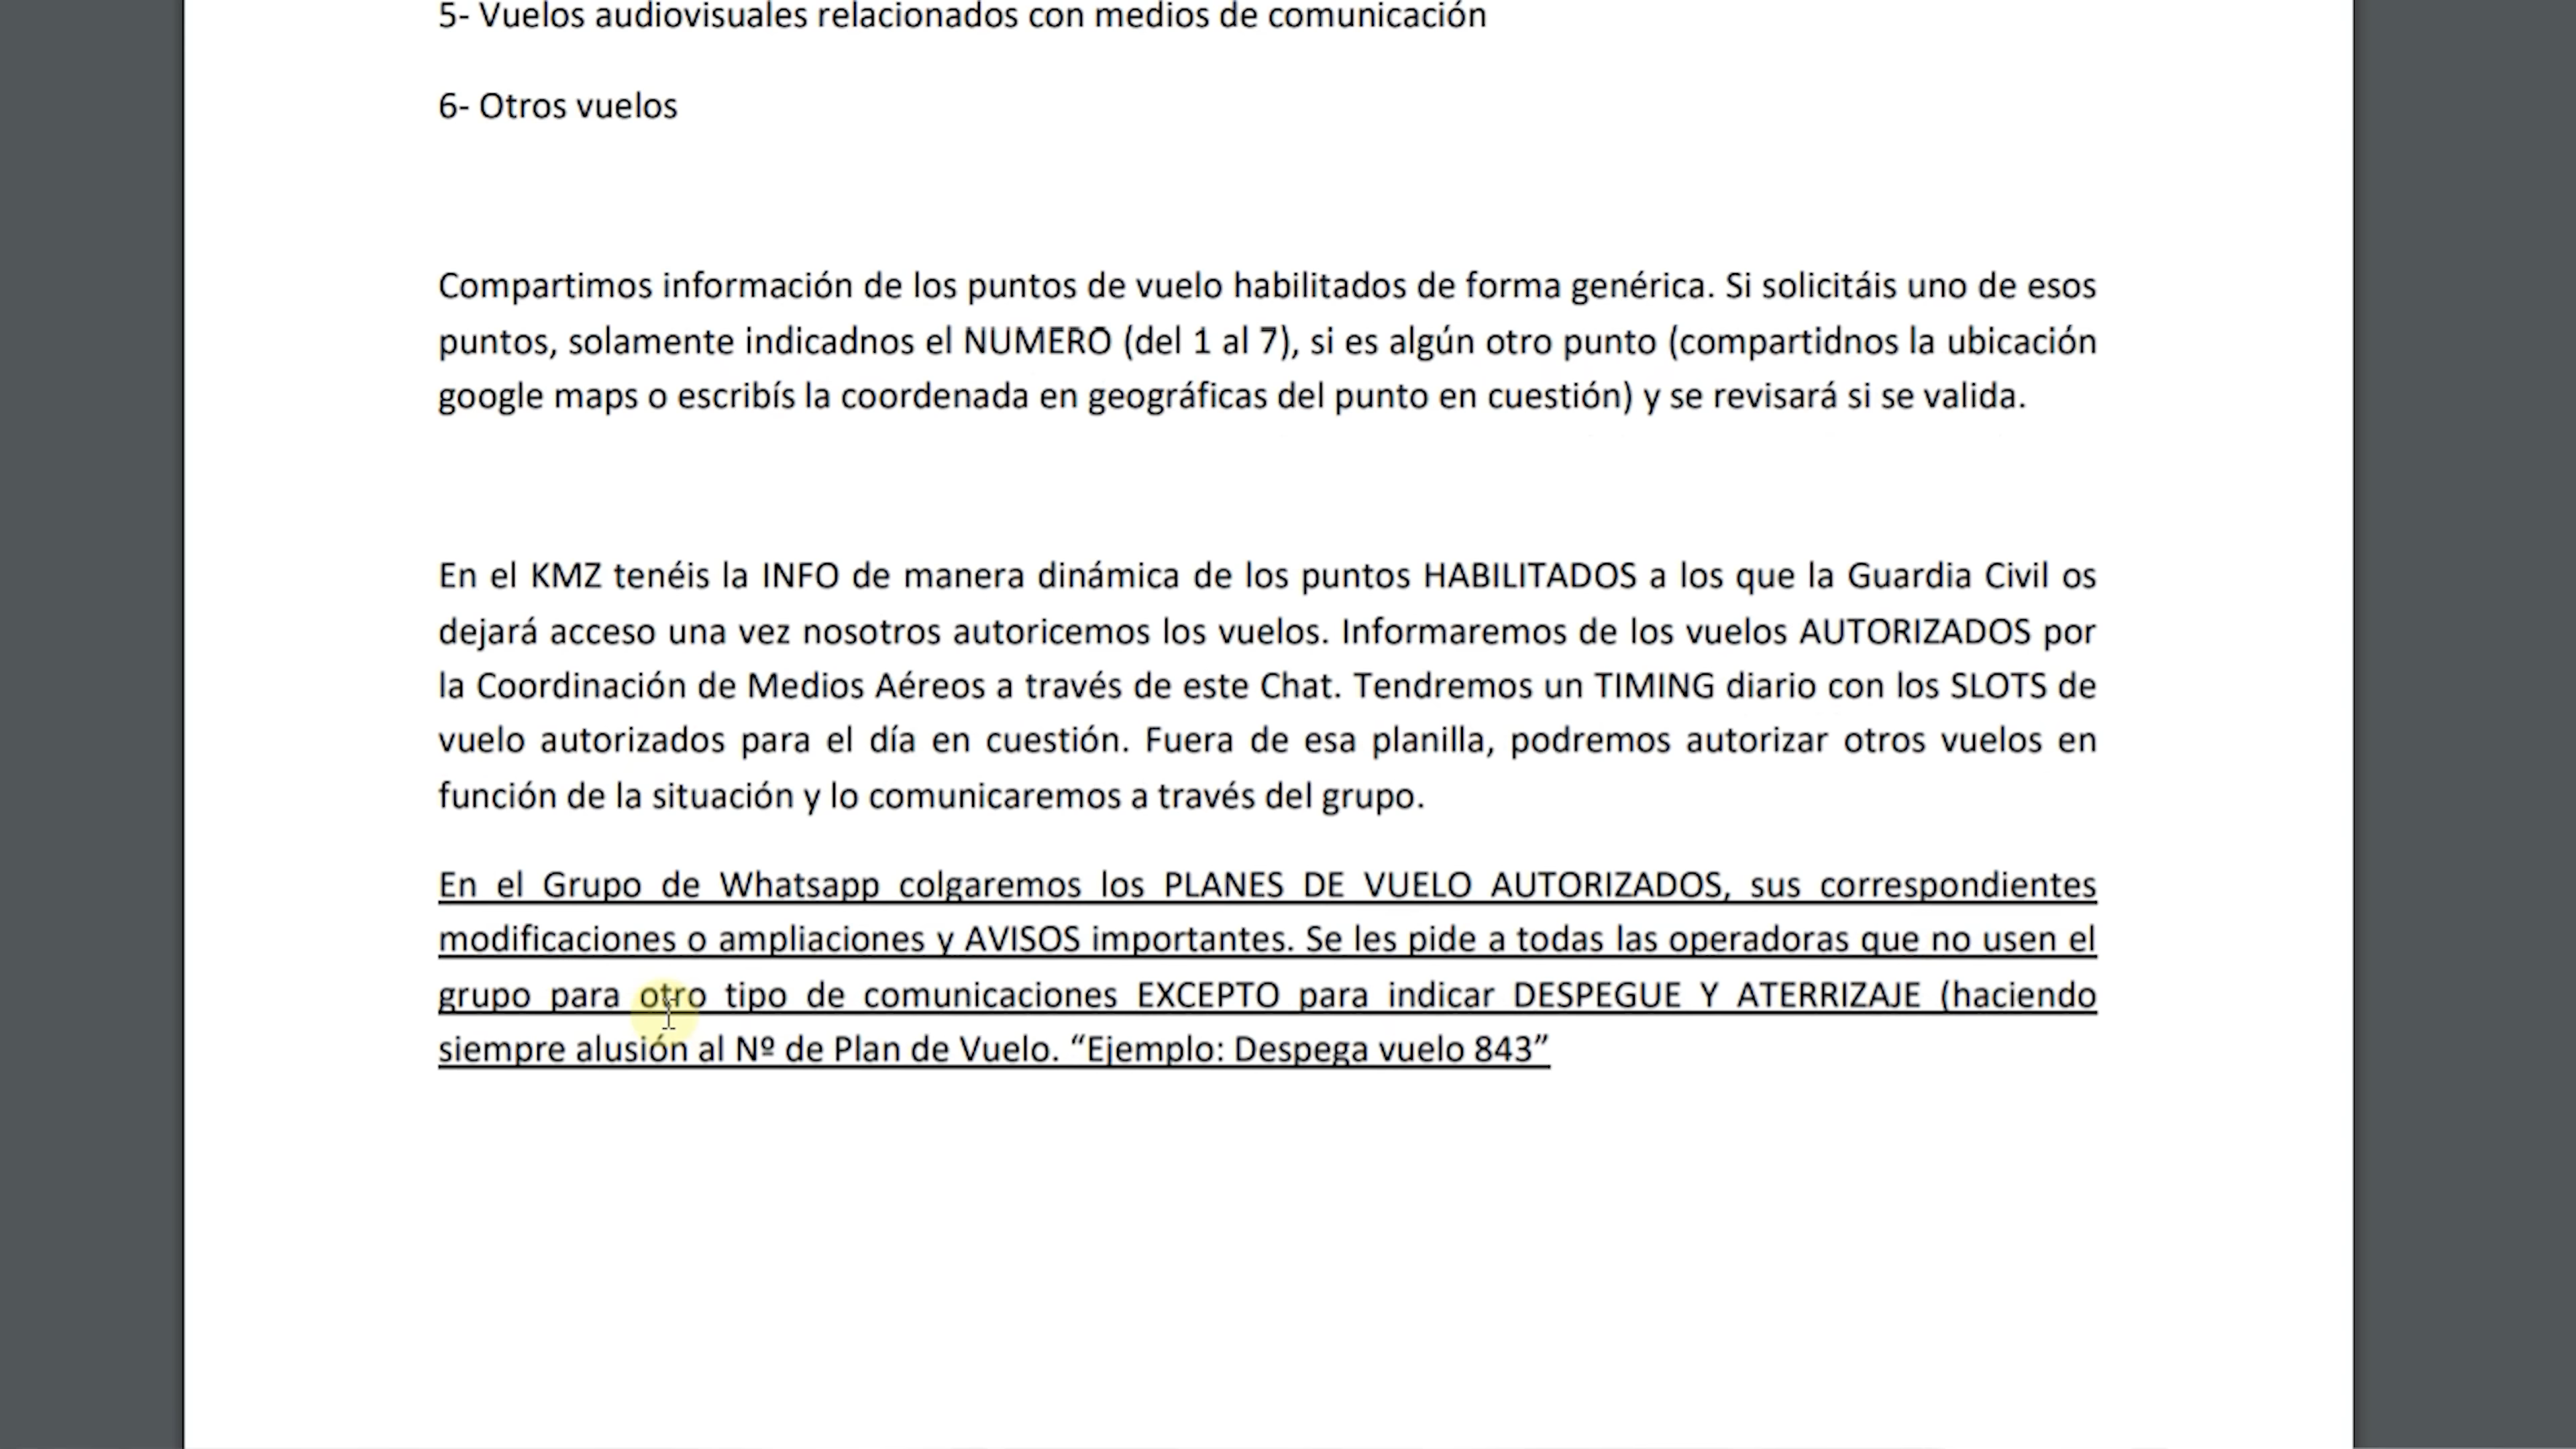 5- Vuelos audiovisuales relacionados con medios de comunicación
6- Otros vuelos
Compartimos información de los puntos de vuelo habilitados de forma genérica. Si solicitáis uno de esos
puntos, solamente indicadnos el NUMERO (del 1 al 7), si es algún otro punto (compartidnos la ubicación
google maps o escribís la coordenada en geográficas del punto en cuestión) y se revisará si se valida.
En el KMZ tenéis la INFO de manera dinámica de los puntos HABILITADOS a los que la Guardia Civil os
dejará acceso una vez nosotros autoricemos los vuelos. Informaremos de los vuelos AUTORIZADOS por
la Coordinación de Medios Aéreos a través de este Chat. Tendremos un TIMING diario con los SLOTS de
vuelo autorizados para el día en cuestión. Fuera de esa planilla, podremos autorizar otros vuelos en
función de la situación y lo comunicaremos a través del grupo.
En el Grupo de Whatsapp colgaremos los PLANES DE VUELO AUTORIZADOS, sus correspondientes
modificaciones o ampliaciones y AVISOS importantes. Se les pide a todas las operadoras que no usen el
grupo para otro tipo de comunicaciones EXCEPTO para indicar DESPEGUE Y ATERRIZAJE (haciendo
siempre alusión al Nº de Plan de Vuelo. “Ejemplo: Despega vuelo 843”